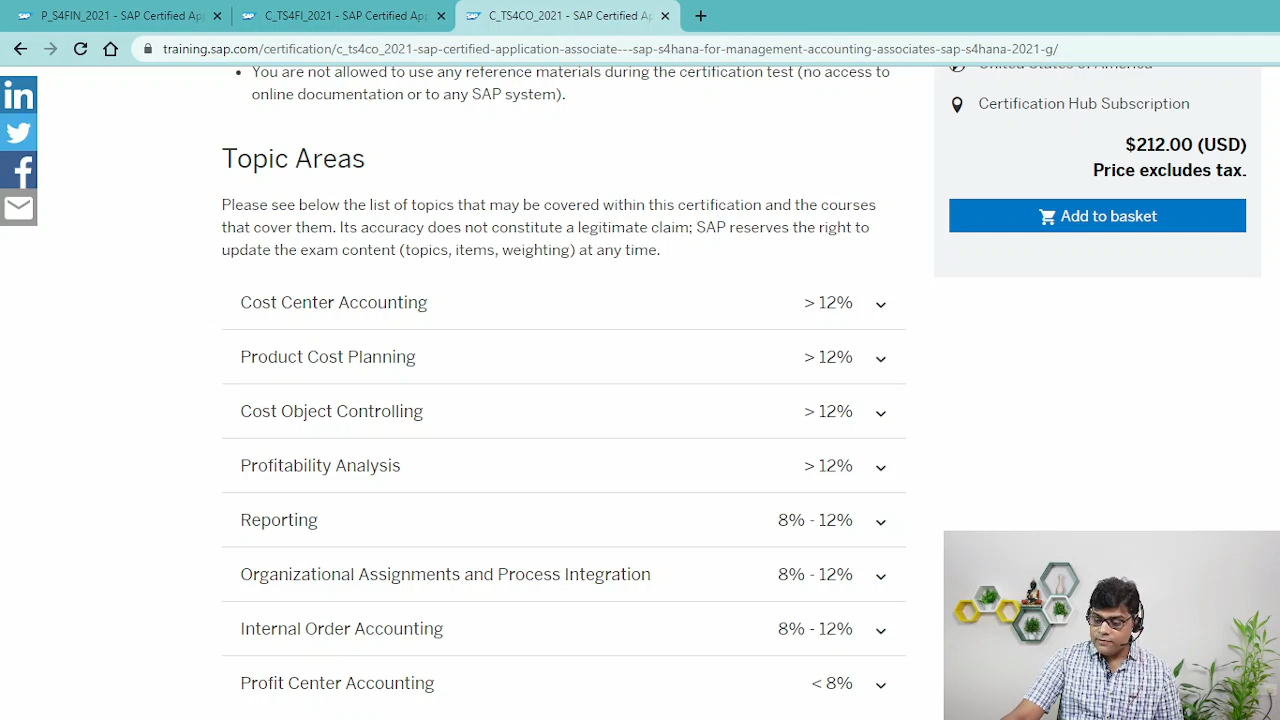 P_S4FIN_2021 - SAP Certified App
C_TS4FI_2021 - SAP Certified App
C_TS4CO_2021 - SAP Certified App
training.sap.com/certification/c_ts4co_2021-sap-certified-application-associate---sap-s4hana-for-management-accounting-associates-sap-s4hana-2021-g/
You are not allowed to use any reference materials during the certification test (no access to
online documentation or to any SAP system).
United States of America
Certification Hub Subscription
$212.00 (USD)
Price excludes tax.
Add to basket
Topic Areas
Please see below the list of topics that may be covered within this certification and the courses
that cover them. Its accuracy does not constitute a legitimate claim; SAP reserves the right to
update the exam content (topics, items, weighting) at any time.
Cost Center Accounting > 12%
Product Cost Planning > 12%
Cost Object Controlling > 12%
Profitability Analysis > 12%
Reporting 8% - 12%
Organizational Assignments and Process Integration 8% - 12%
Internal Order Accounting 8% - 12%
Profit Center Accounting < 8%